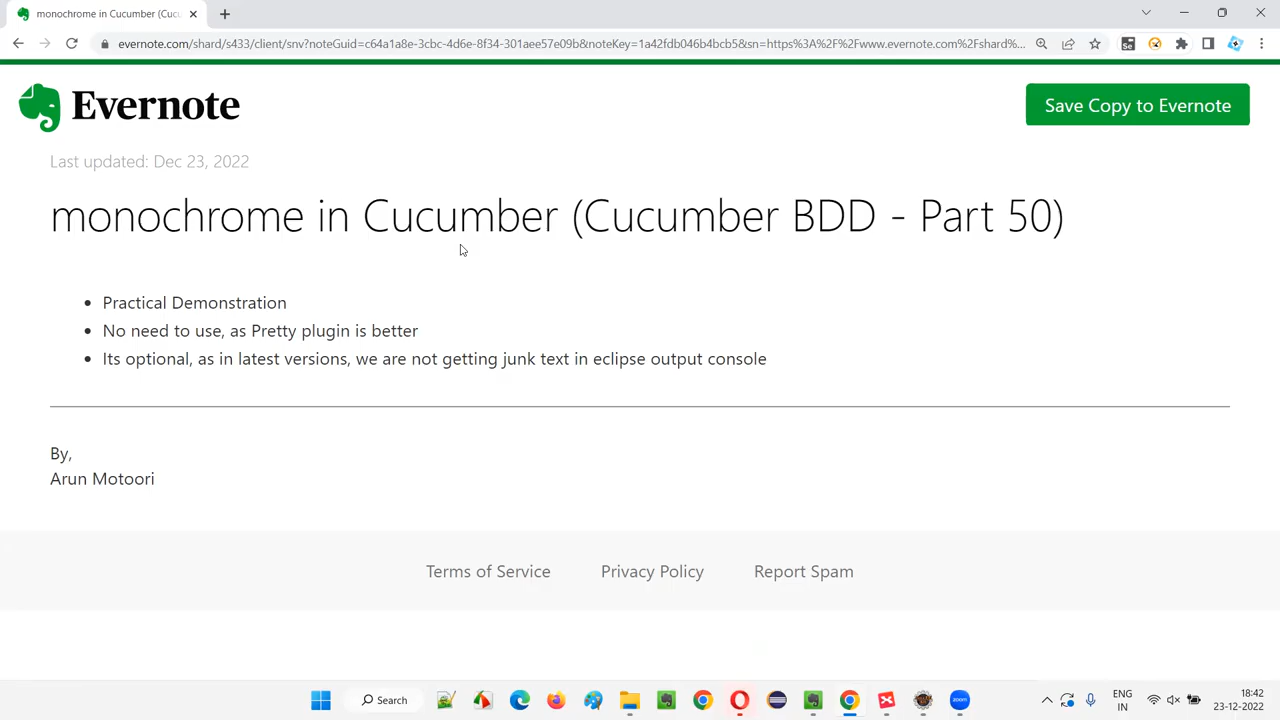 monochrome in Cucumber (Cucu
evernote.com/shard/s433/client/snv?noteGuid=c64a1a8e-3cbc-4d6e-8f34-301aee57e09b&noteKey=1a42fdb046b4bcb5&sn=https%3A%2F%2Fwww.evernote.com%2Fshard%...
Evernote
Save Copy to Evernote
Last updated: Dec 23, 2022
monochrome in Cucumber (Cucumber BDD - Part 50)
• Practical Demonstration
• No need to use, as Pretty plugin is better
• Its optional, as in latest versions, we are not getting junk text in eclipse output console
By,
Arun Motoori
Terms of Service Privacy Policy Report Spam
Search
ENG
IN
18:42
23-12-2022